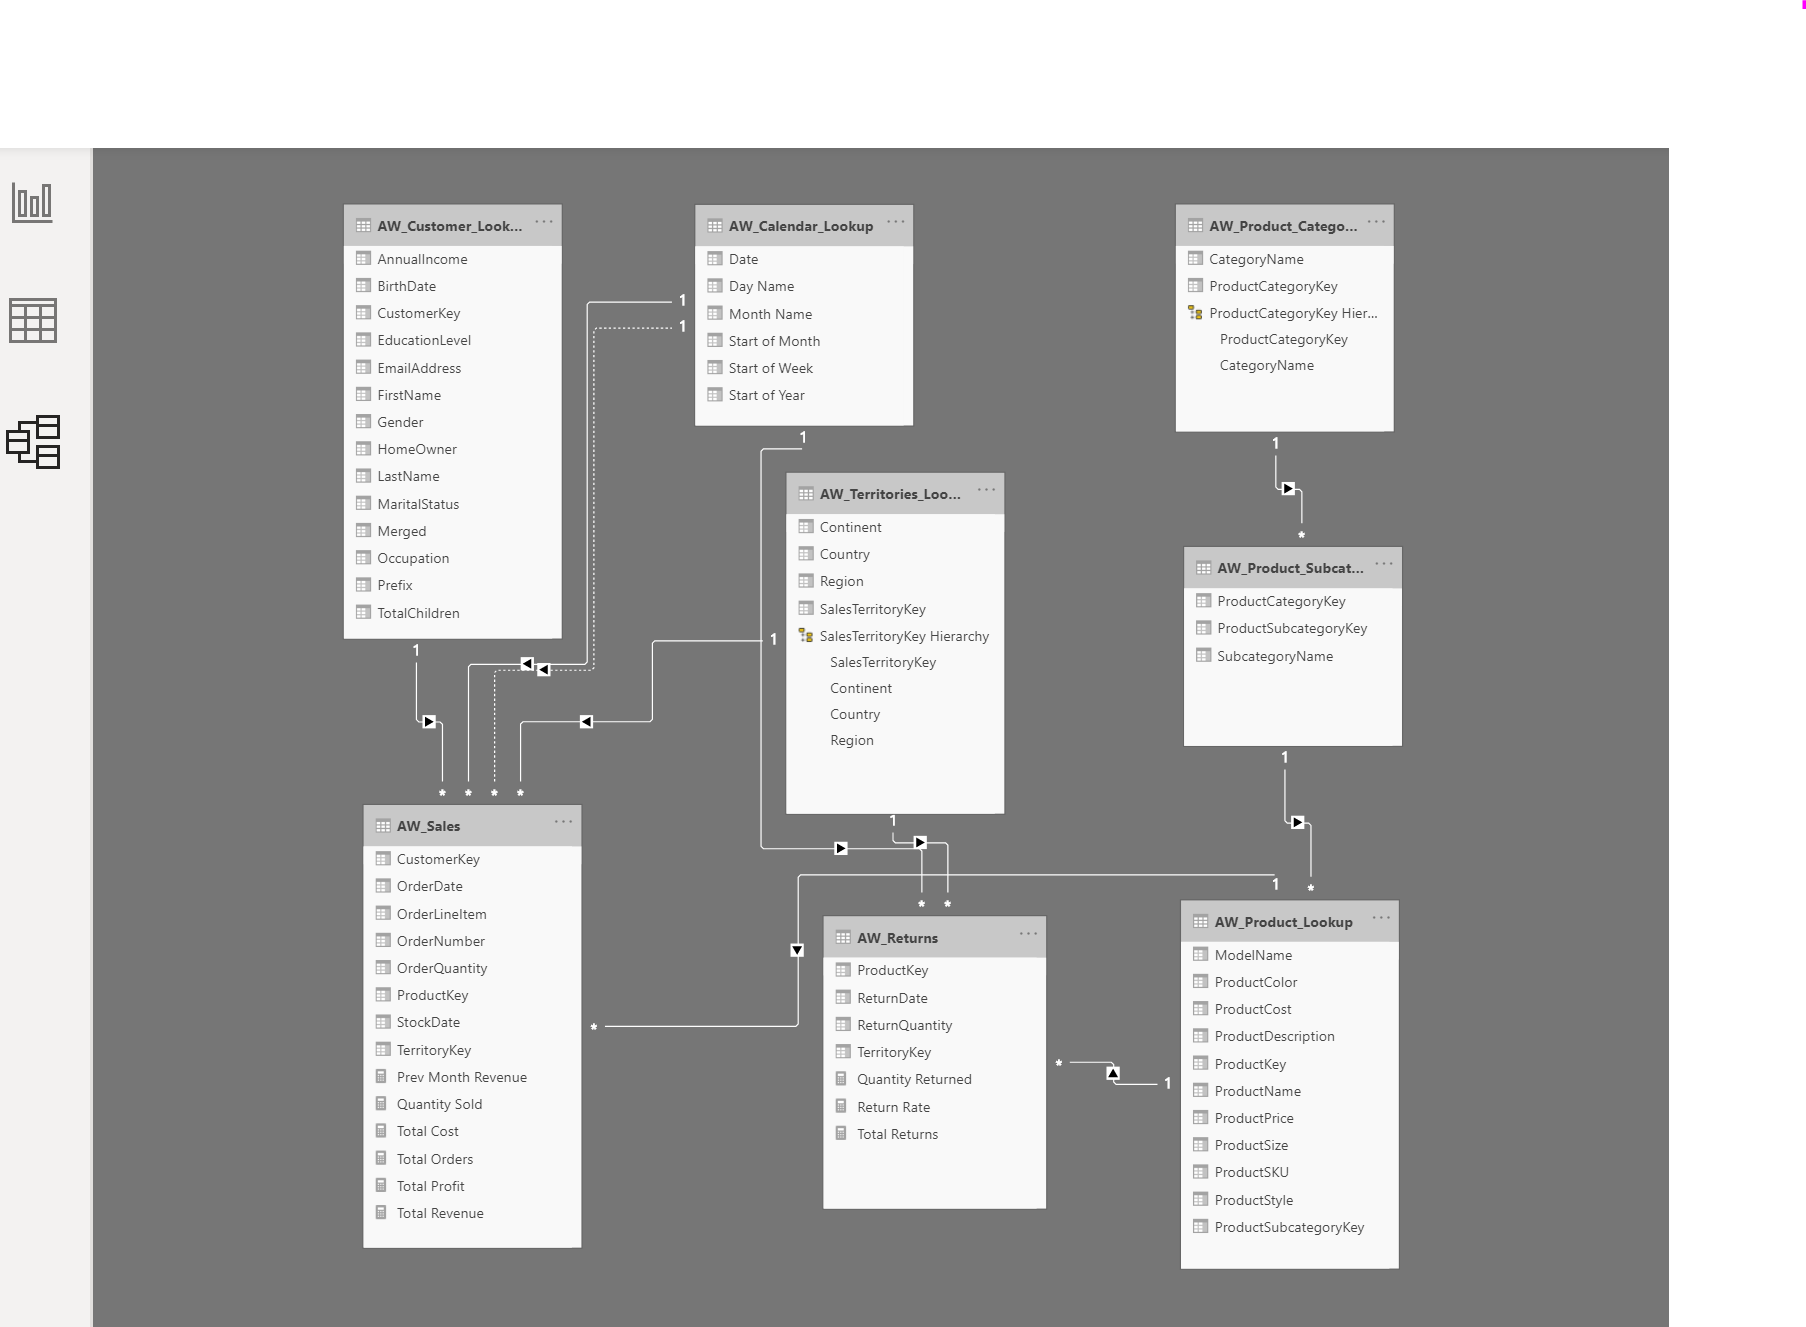 AW_Customer_Look...
AnnualIncome
BirthDate
CustomerKey
EducationLevel
EmailAddress
FirstName
Gender
HomeOwner
LastName
MaritalStatus
Merged
Occupation
Prefix
TotalChildren
1
AW_Calendar_Lookup
Date
Day Name
Month Name
Start of Month
Start of Week
Start of Year
1
1
1
AW_Product_Catego...
CategoryName
ProductCategoryKey
ProductCategoryKey Hier...
ProductCategoryKey
CategoryName
1
*
AW_Territories_Loo...
Continent
Country
Region
SalesTerritoryKey
SalesTerritoryKey Hierarchy
SalesTerritoryKey
Continent
Country
Region
1
1
AW_Product_Subcat...
ProductCategoryKey
ProductSubcategoryKey
SubcategoryName
1
*
* * * *
AW_Sales
CustomerKey
OrderDate
OrderLineItem
OrderNumber
OrderQuantity
ProductKey
StockDate
TerritoryKey
Prev Month Revenue
Quantity Sold
Total Cost
Total Orders
Total Profit
Total Revenue
*
* *
AW_Returns
ProductKey
ReturnDate
ReturnQuantity
TerritoryKey
Quantity Returned
Return Rate
Total Returns
*
1
1
AW_Product_Lookup
ModelName
ProductColor
ProductCost
ProductDescription
ProductKey
ProductName
ProductPrice
ProductSize
ProductSKU
ProductStyle
ProductSubcategoryKey